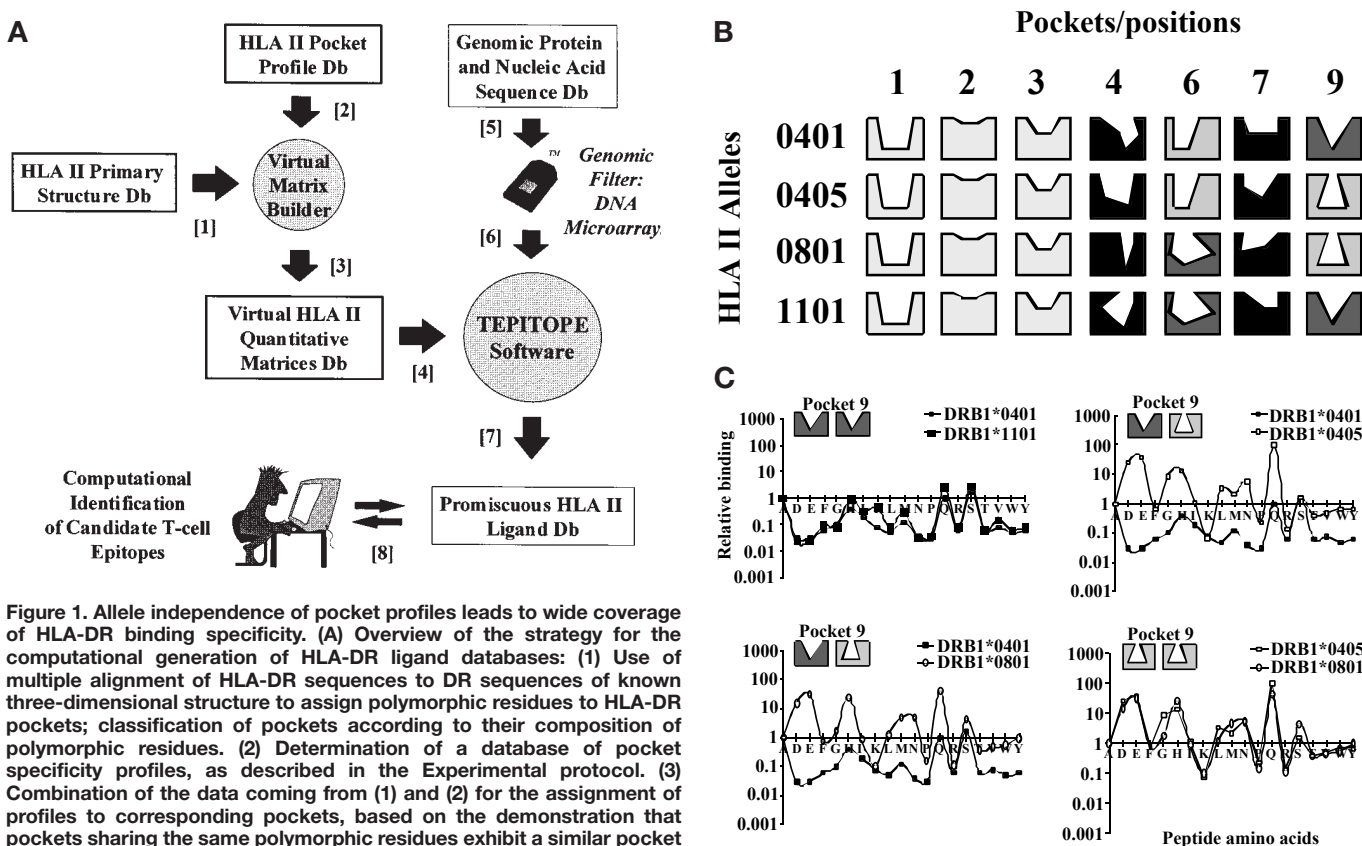 A
HLA II Pocket
Profile Db
Genomic Protein
and Nucleic Acid
Sequence Db
[2]
[5]
HLA II Primary
Structure Db
[1]
Virtual
Matrix
Builder
™
Genomic
Filter:
DNA
Microarray
[6]
[3]
Virtual HLA II
Quantitative
Matrices Db
[4]
TEPITOPE
Software
[7]
Computational
Identification
of Candidate T-cell
Epitopes
[8]
Promiscuous HLA II
Ligand Db
Figure 1. Allele independence of pocket profiles leads to wide coverage
of HLA-DR binding specificity. (A) Overview of the strategy for the
computational generation of HLA-DR ligand databases: (1) Use of
multiple alignment of HLA-DR sequences to DR sequences of known
three-dimensional structure to assign polymorphic residues to HLA-DR
pockets; classification of pockets according to their composition of
polymorphic residues. (2) Determination of a database of pocket
specificity profiles, as described in the Experimental protocol. (3)
Combination of the data coming from (1) and (2) for the assignment of
profiles to corresponding pockets, based on the demonstration that
pockets sharing the same polymorphic residues exhibit a similar pocket
B
Pockets/positions
1 2 3 4 6 7 9
HLA II Alleles
0401
0405
0801
1101
C
Relative binding
1000
100
10
1
0.1
0.01
0.001
Pocket 9
DRB1*0401
DRB1*1101
1000
100
10
1
0.1
0.01
0.001
Pocket 9
DRB1*0401
DRB1*0405
1000
100
10
1
0.1
0.01
0.001
Pocket 9
DRB1*0401
DRB1*0801
1000
100
10
1
0.1
0.01
0.001
Pocket 9
DRB1*0405
DRB1*0801
Peptide amino acids